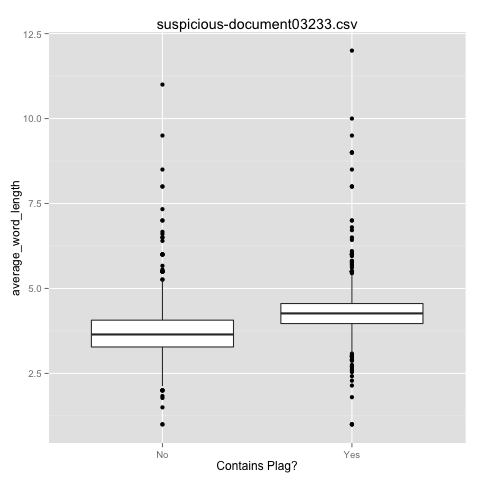 suspicious-document03233.csv
12.5
10.0
7.5
5.0
2.5
average_word_length
No Yes
Contains Plag?